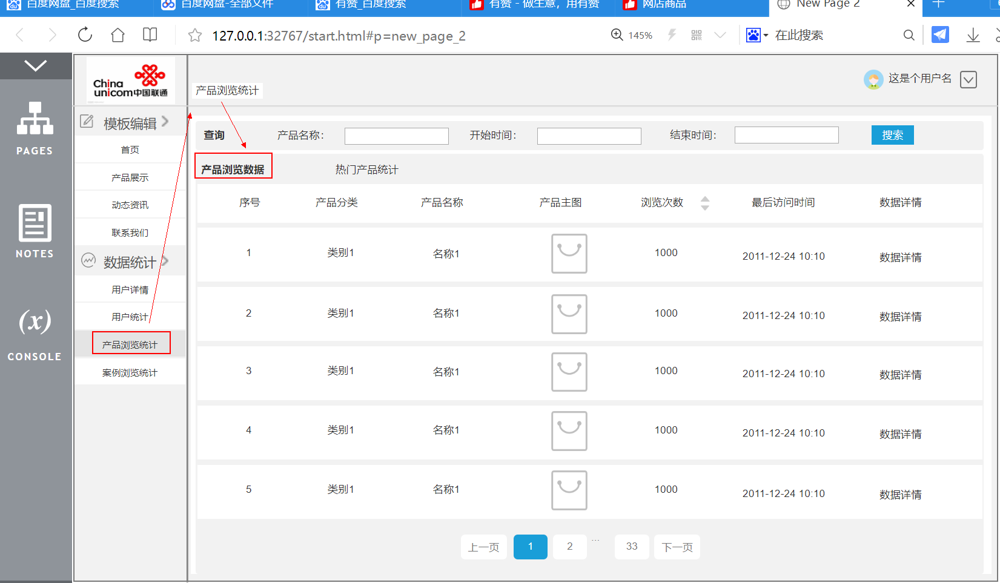 百度网盘_百度搜索
百度网盘-全部文件
有赞_百度搜索
有赞 - 做生意，用有赞
网店商品
New Page 2
127.0.0.1:32767/start.html#p=new_page_2
145%
在此搜索
PAGES
NOTES
(x)
CONSOLE
China
unicom中国联通
产品浏览统计
这是个用户名
模板编辑
首页
产品展示
动态资讯
联系我们
数据统计
用户详情
用户统计
产品浏览统计
案例浏览统计
查询 产品名称： 开始时间： 结束时间： 搜索
产品浏览数据 热门产品统计
序号 产品分类 产品名称 产品主图 浏览次数 最后访问时间 数据详情
1 类别1 名称1 1000 2011-12-24 10:10 数据详情
2 类别1 名称1 1000 2011-12-24 10:10 数据详情
3 类别1 名称1 1000 2011-12-24 10:10 数据详情
4 类别1 名称1 1000 2011-12-24 10:10 数据详情
5 类别1 名称1 1000 2011-12-24 10:10 数据详情
上一页 1 2 ... 33 下一页